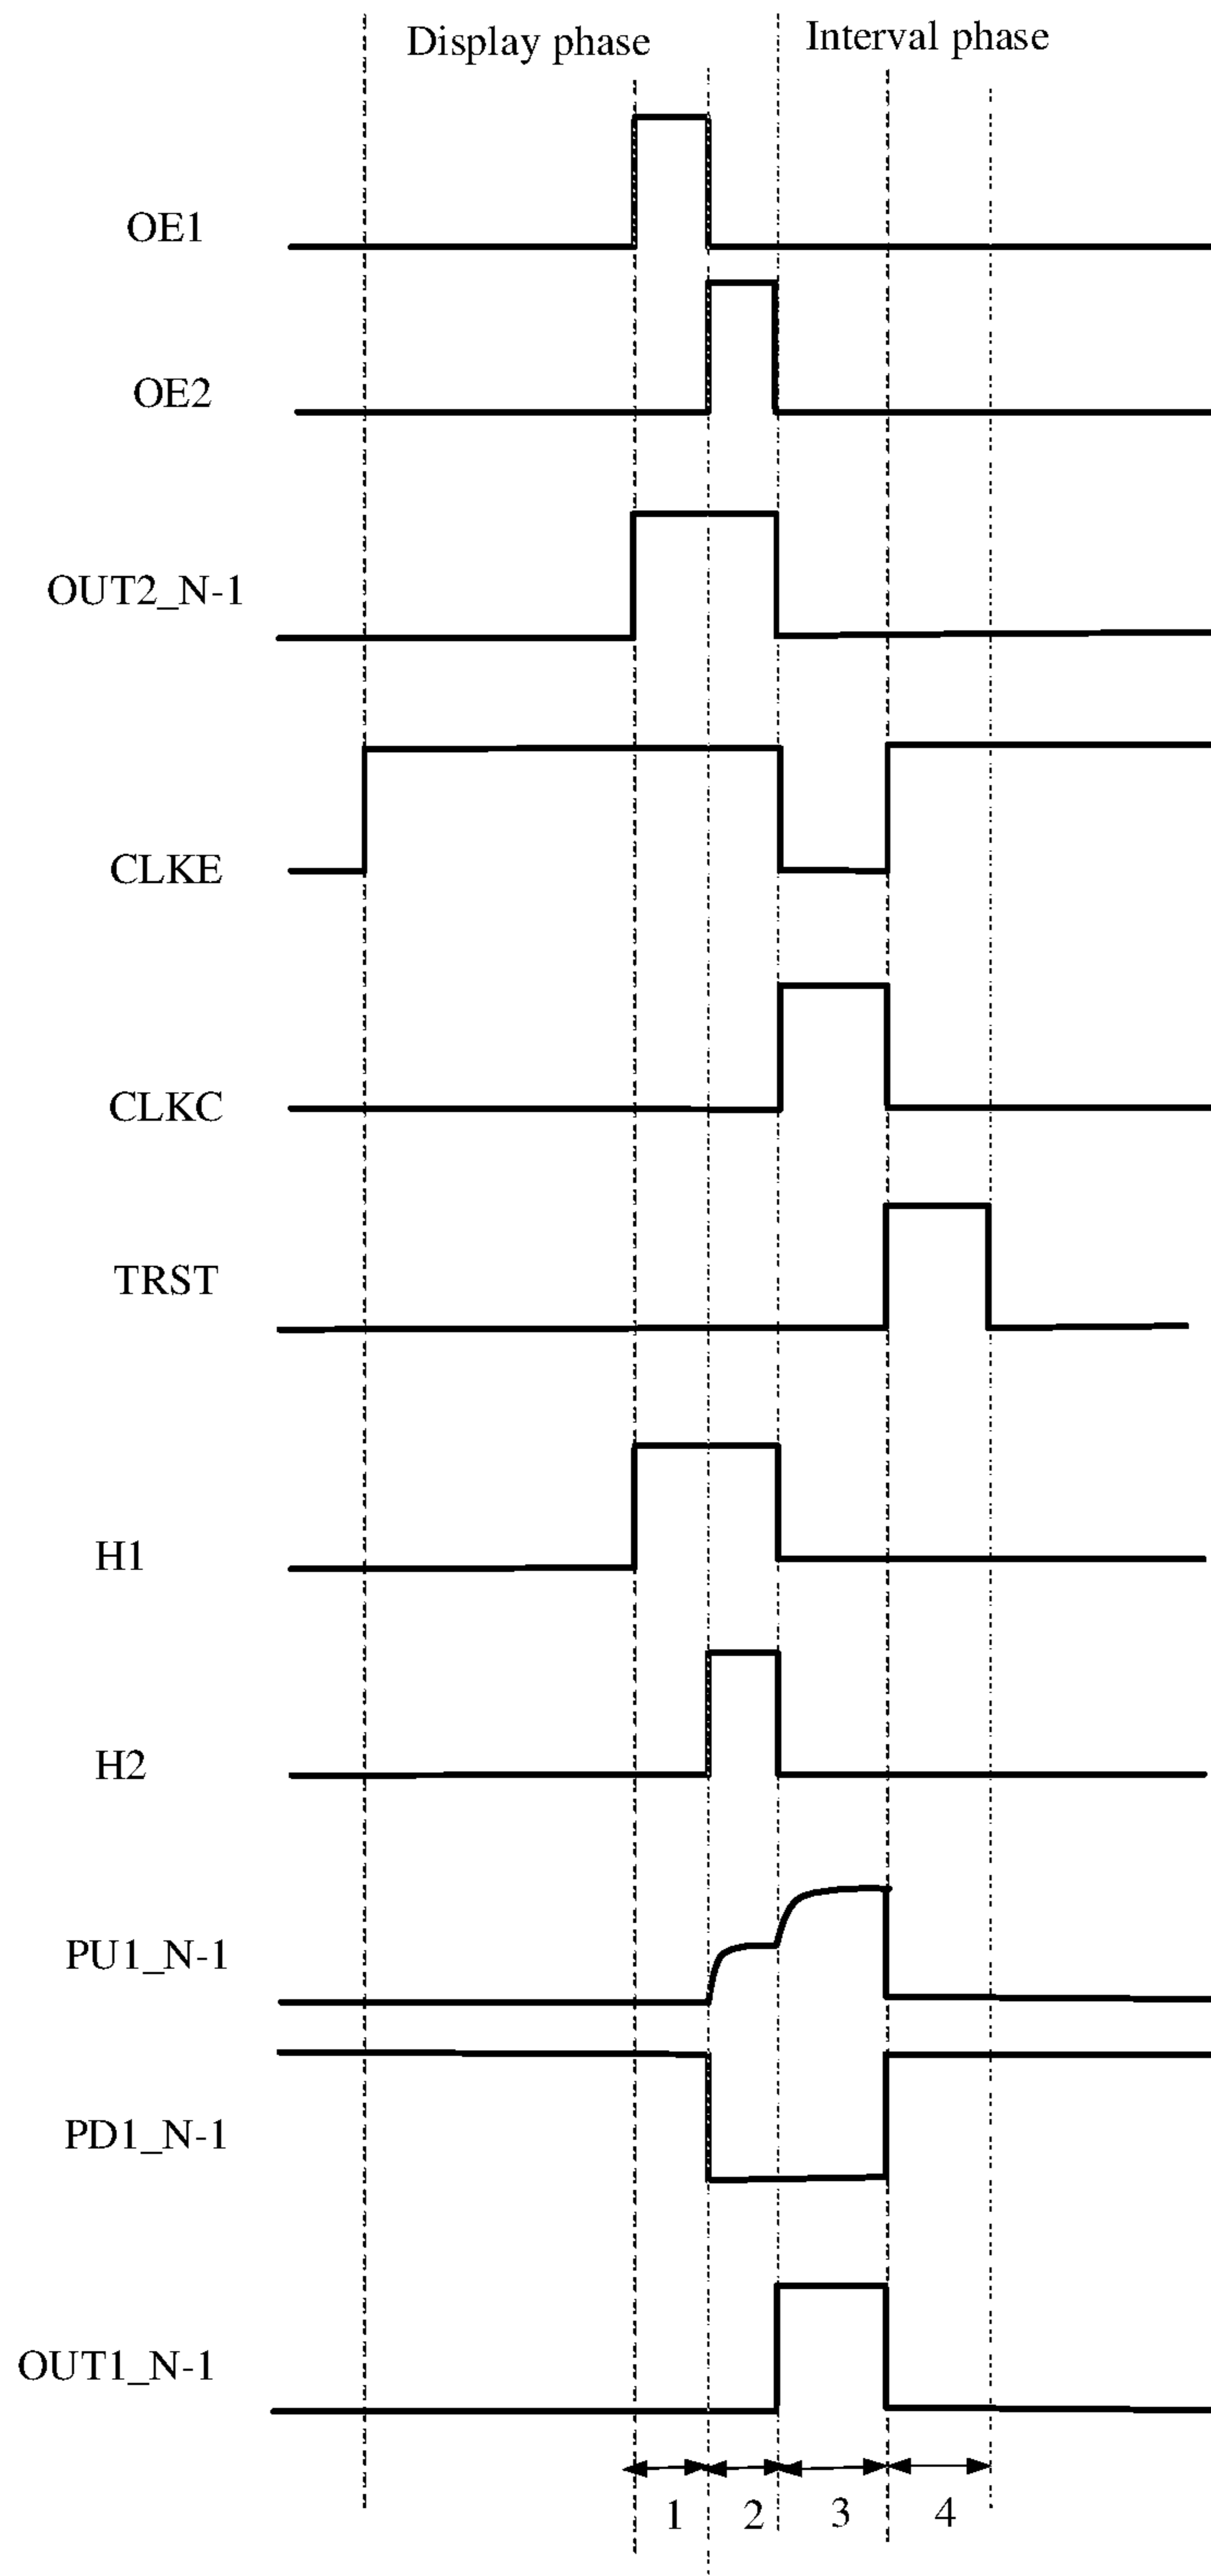 Display phase
Interval phase
OE1
OE2
OUT2_N-1
CLKE
CLKC
TRST
H1
H2
PU1_N-1
PD1_N-1
OUT1_N-1
1 2 3 4